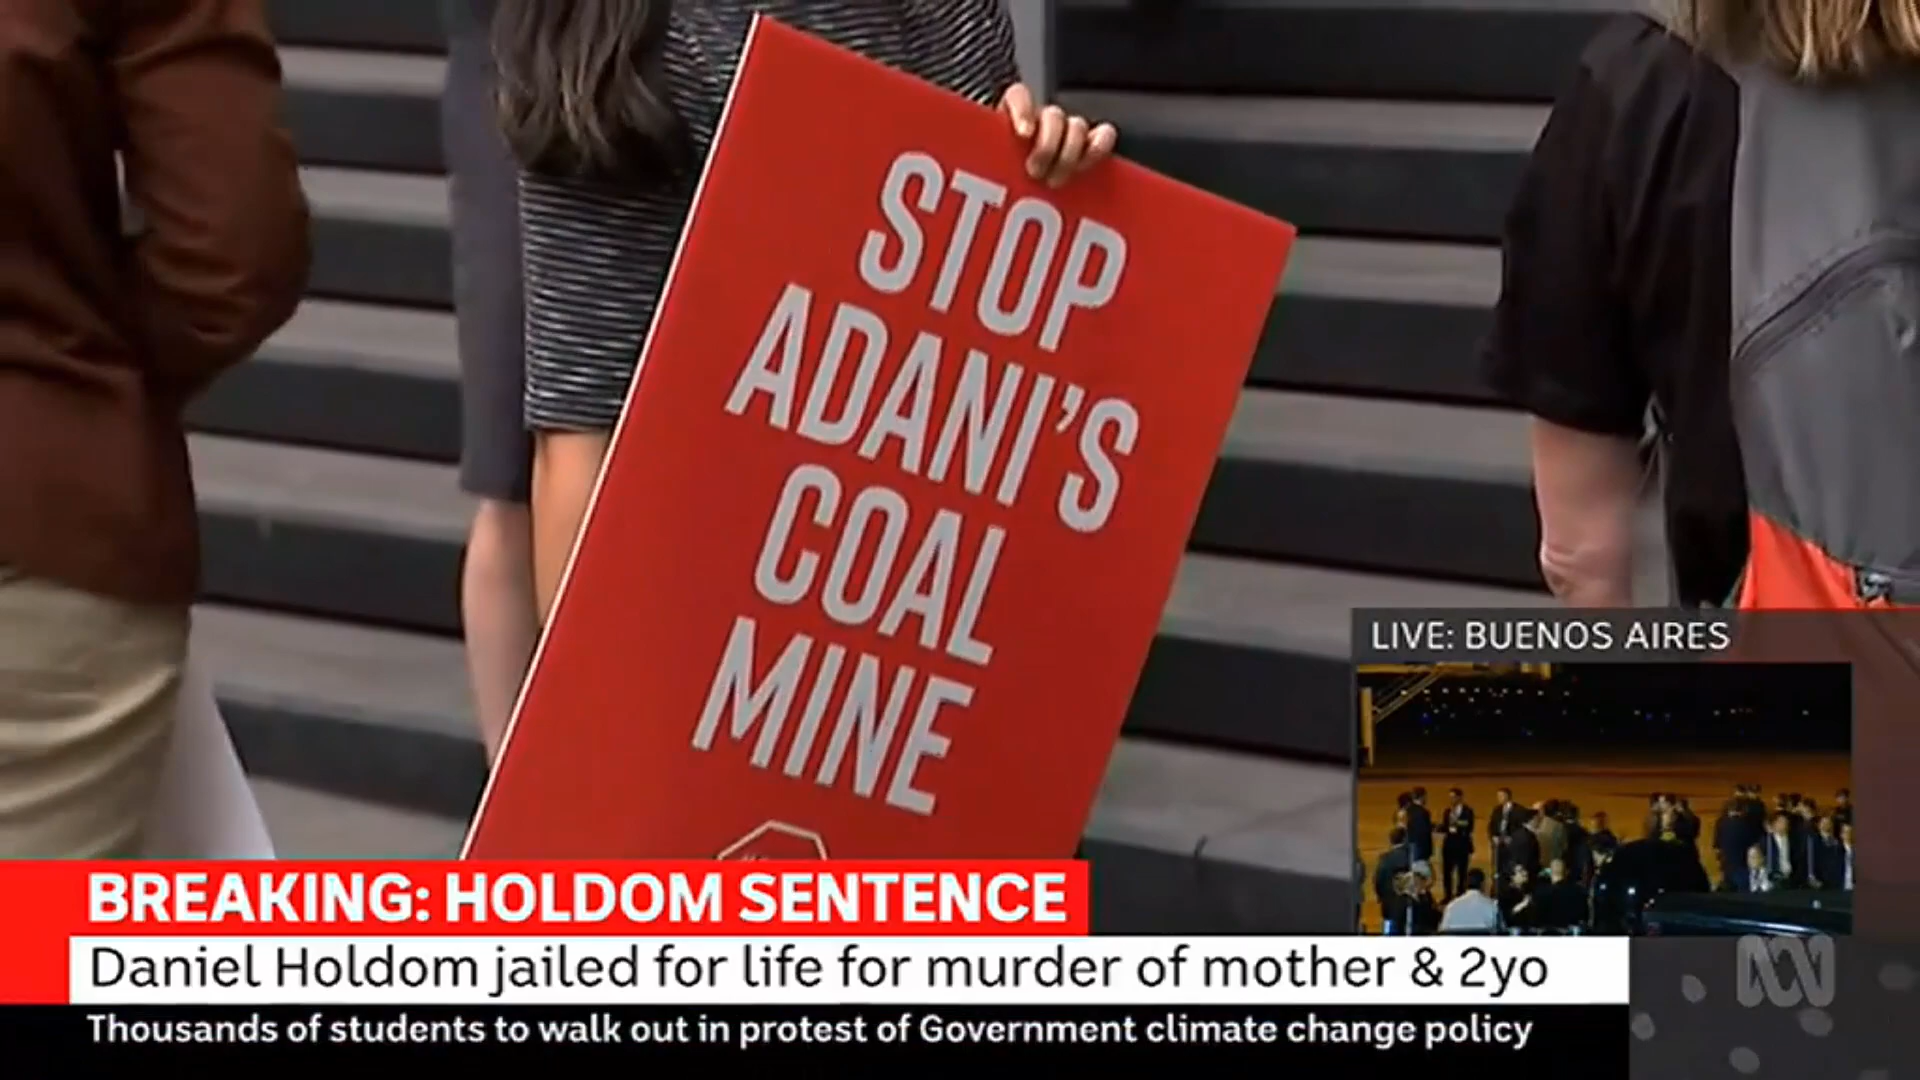 STOP
ADANI'S
COAL
MINE
LIVE: BUENOS AIRES
BREAKING: HOLDOM SENTENCE
Daniel Holdom jailed for life for murder of mother & 2yo
Thousands of students to walk out in protest of Government climate change policy